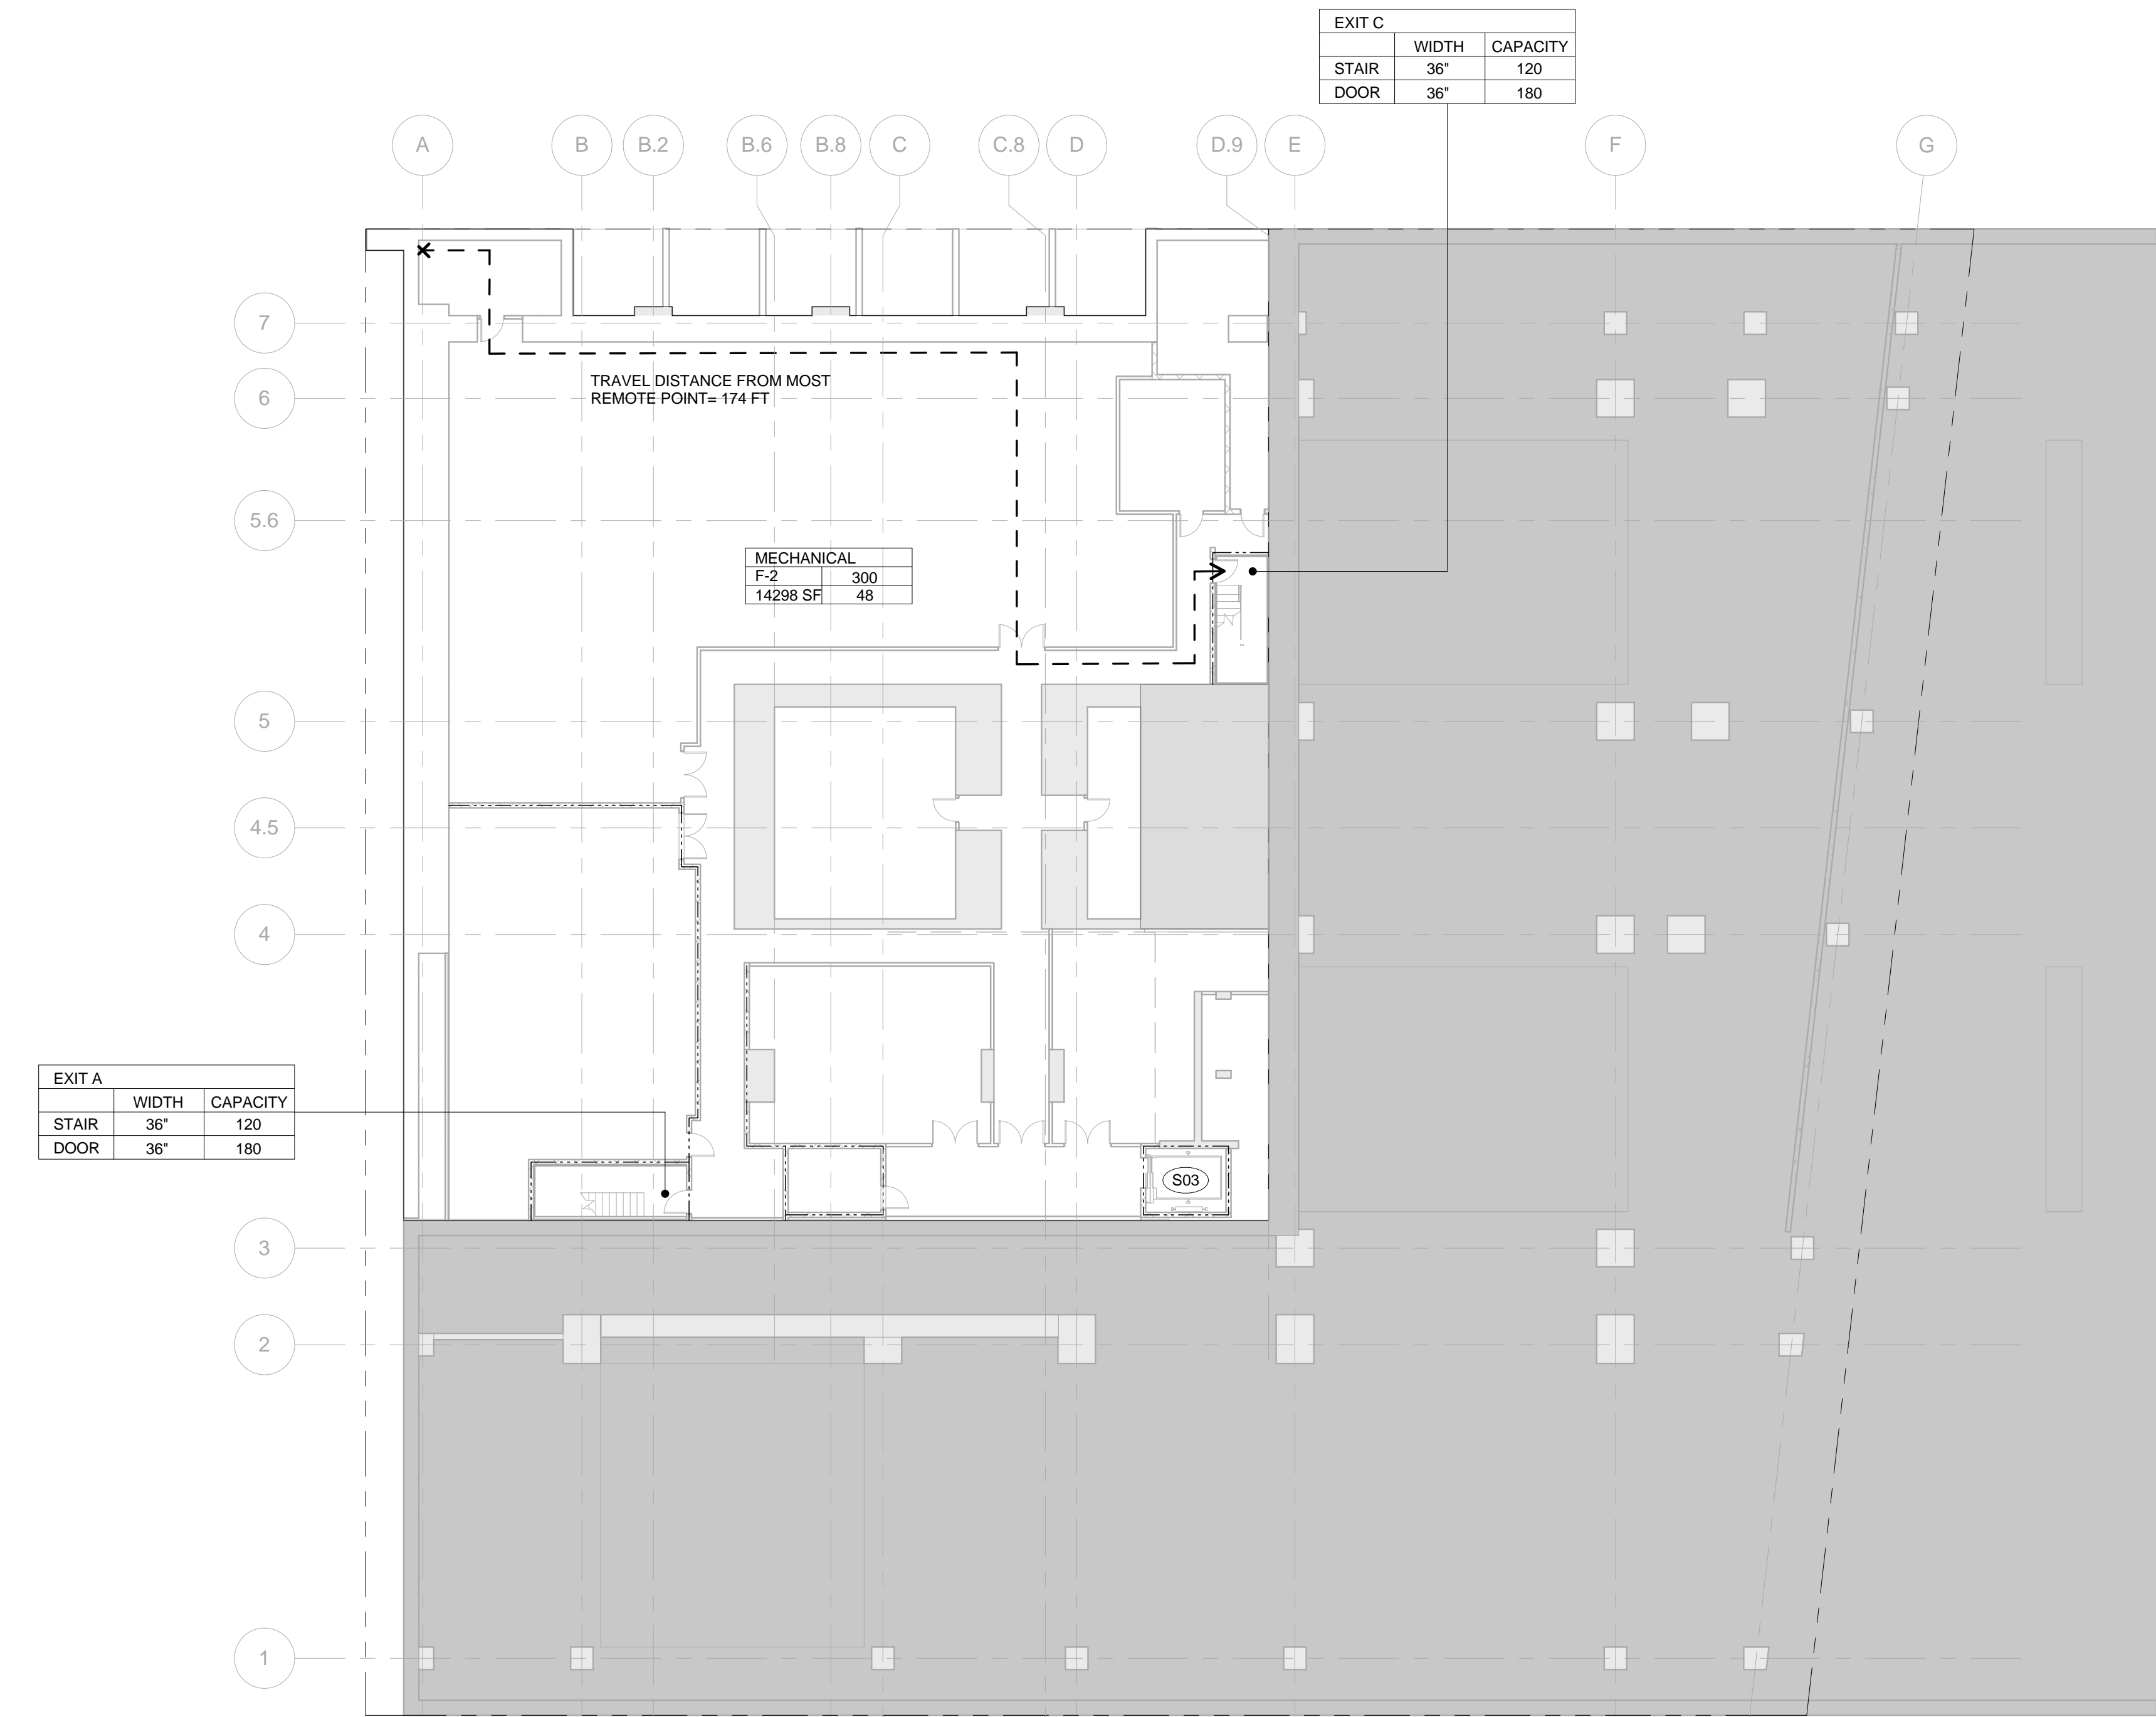 EXIT C
WIDTH CAPACITY
STAIR 36" 120
DOOR 36" 180
A B B.2 B.6 B.8 C C.8 D D.9 E F G
7
TRAVEL DISTANCE FROM MOST
REMOTE POINT= 174 FT
6
5.6
MECHANICAL
F-2 300
14298 SF 48
5
4.5
4
EXIT A
WIDTH CAPACITY
STAIR 36" 120
DOOR 36" 180
S03
3
2
1